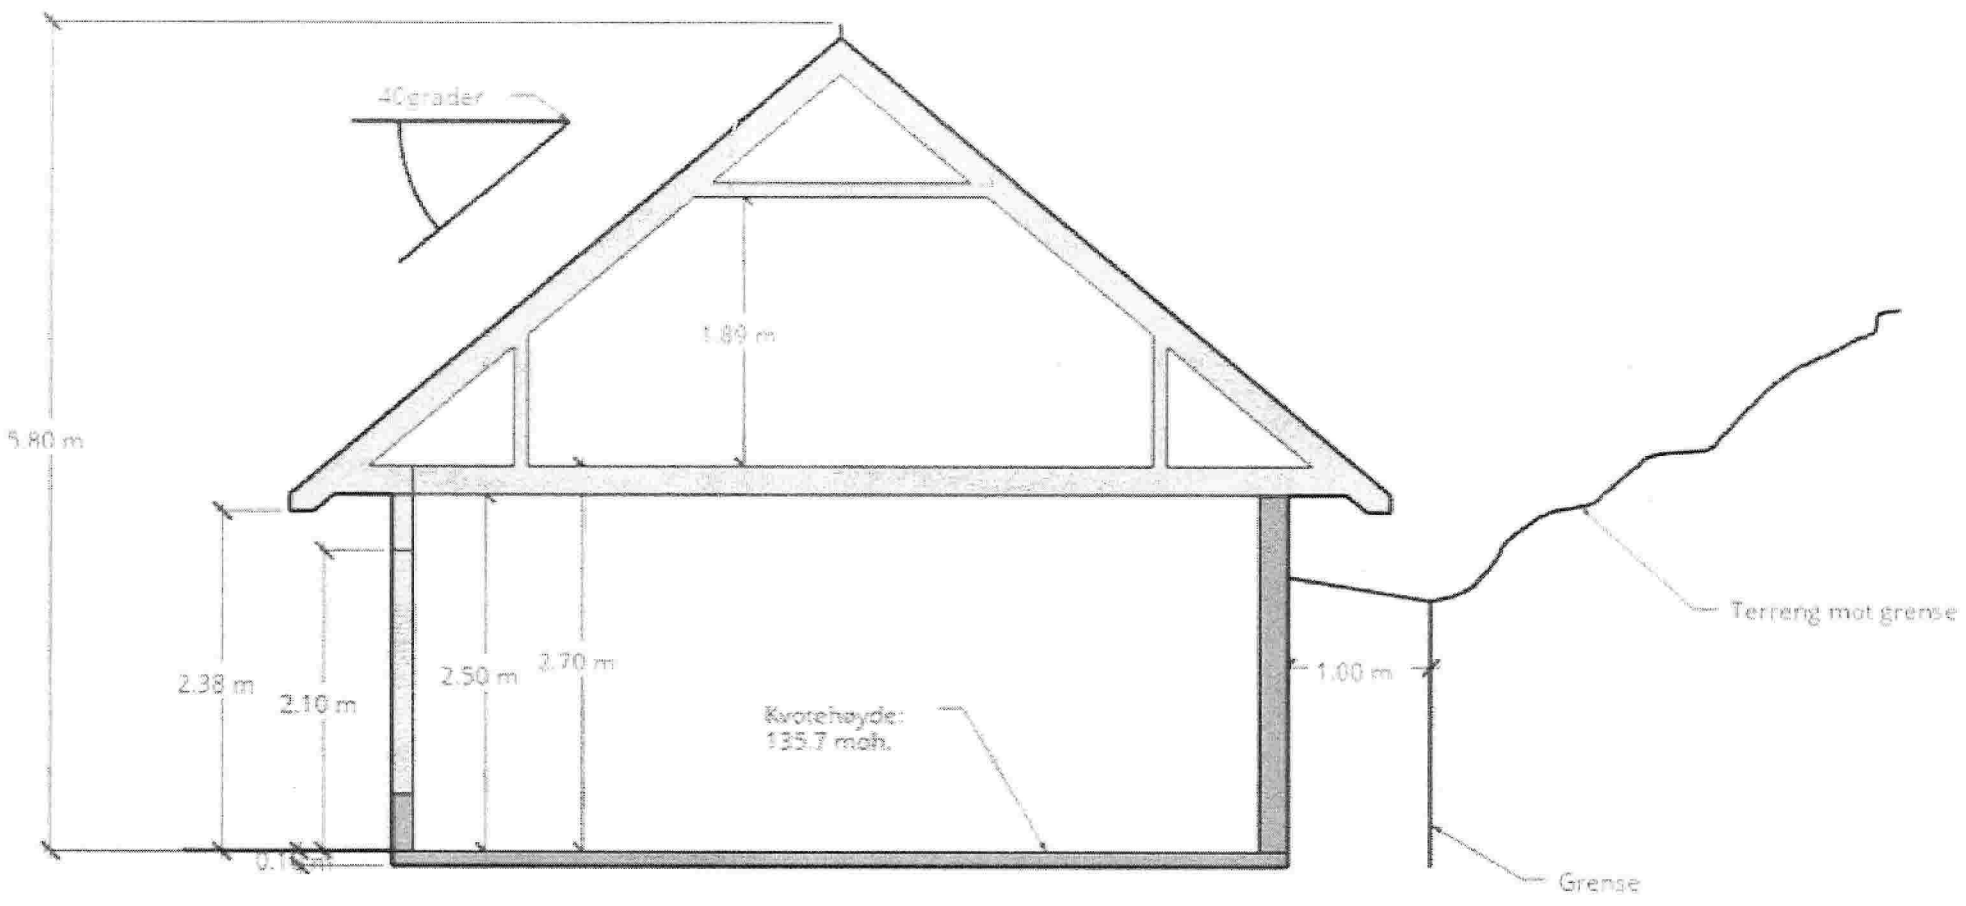 40grader
1.89 m
5.80 m
Terreng mot grense
2.38 m
2.10 m
2.50 m
2.70 m
1.00 m
Kvotehøyde:
135.7 moh.
Grense